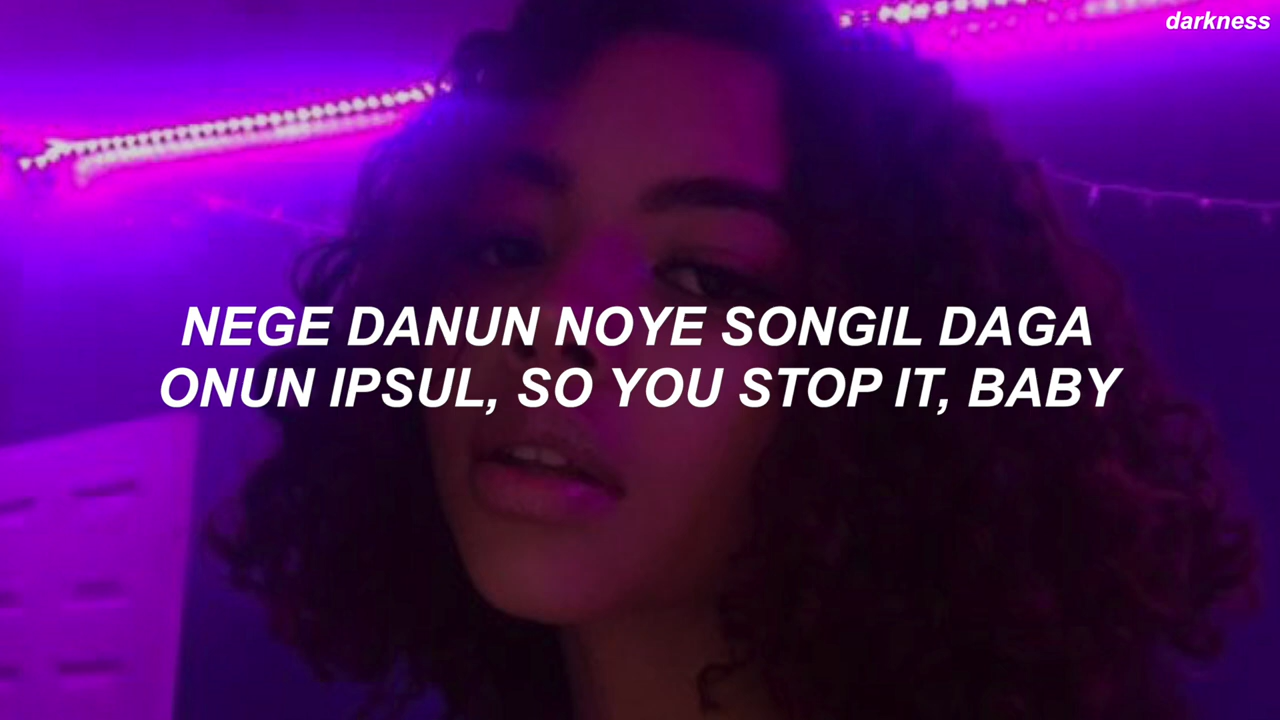 darkness
NEGE DANUN NOYE SONGIL DAGA
ONUN IPSUL, SO YOU STOP IT, BABY